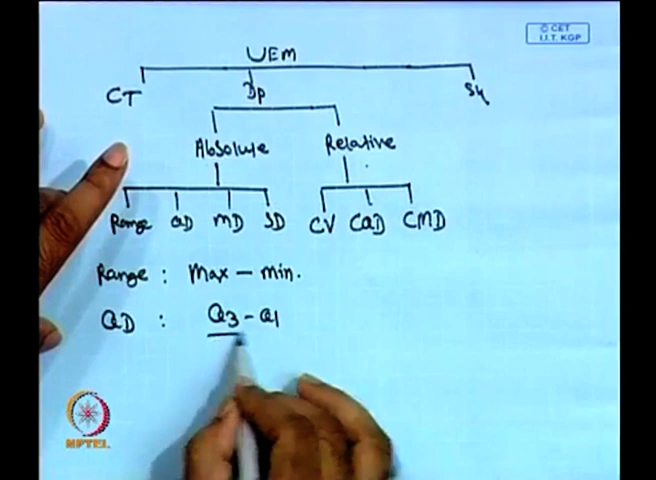 © CET
I.I.T. KGP
UEM
CT Dp Sk
Absolute Relative
Range QD MD SD CV CQD CMD
Range : Max – Min.
QD : Q3 – Q1
NPTEL